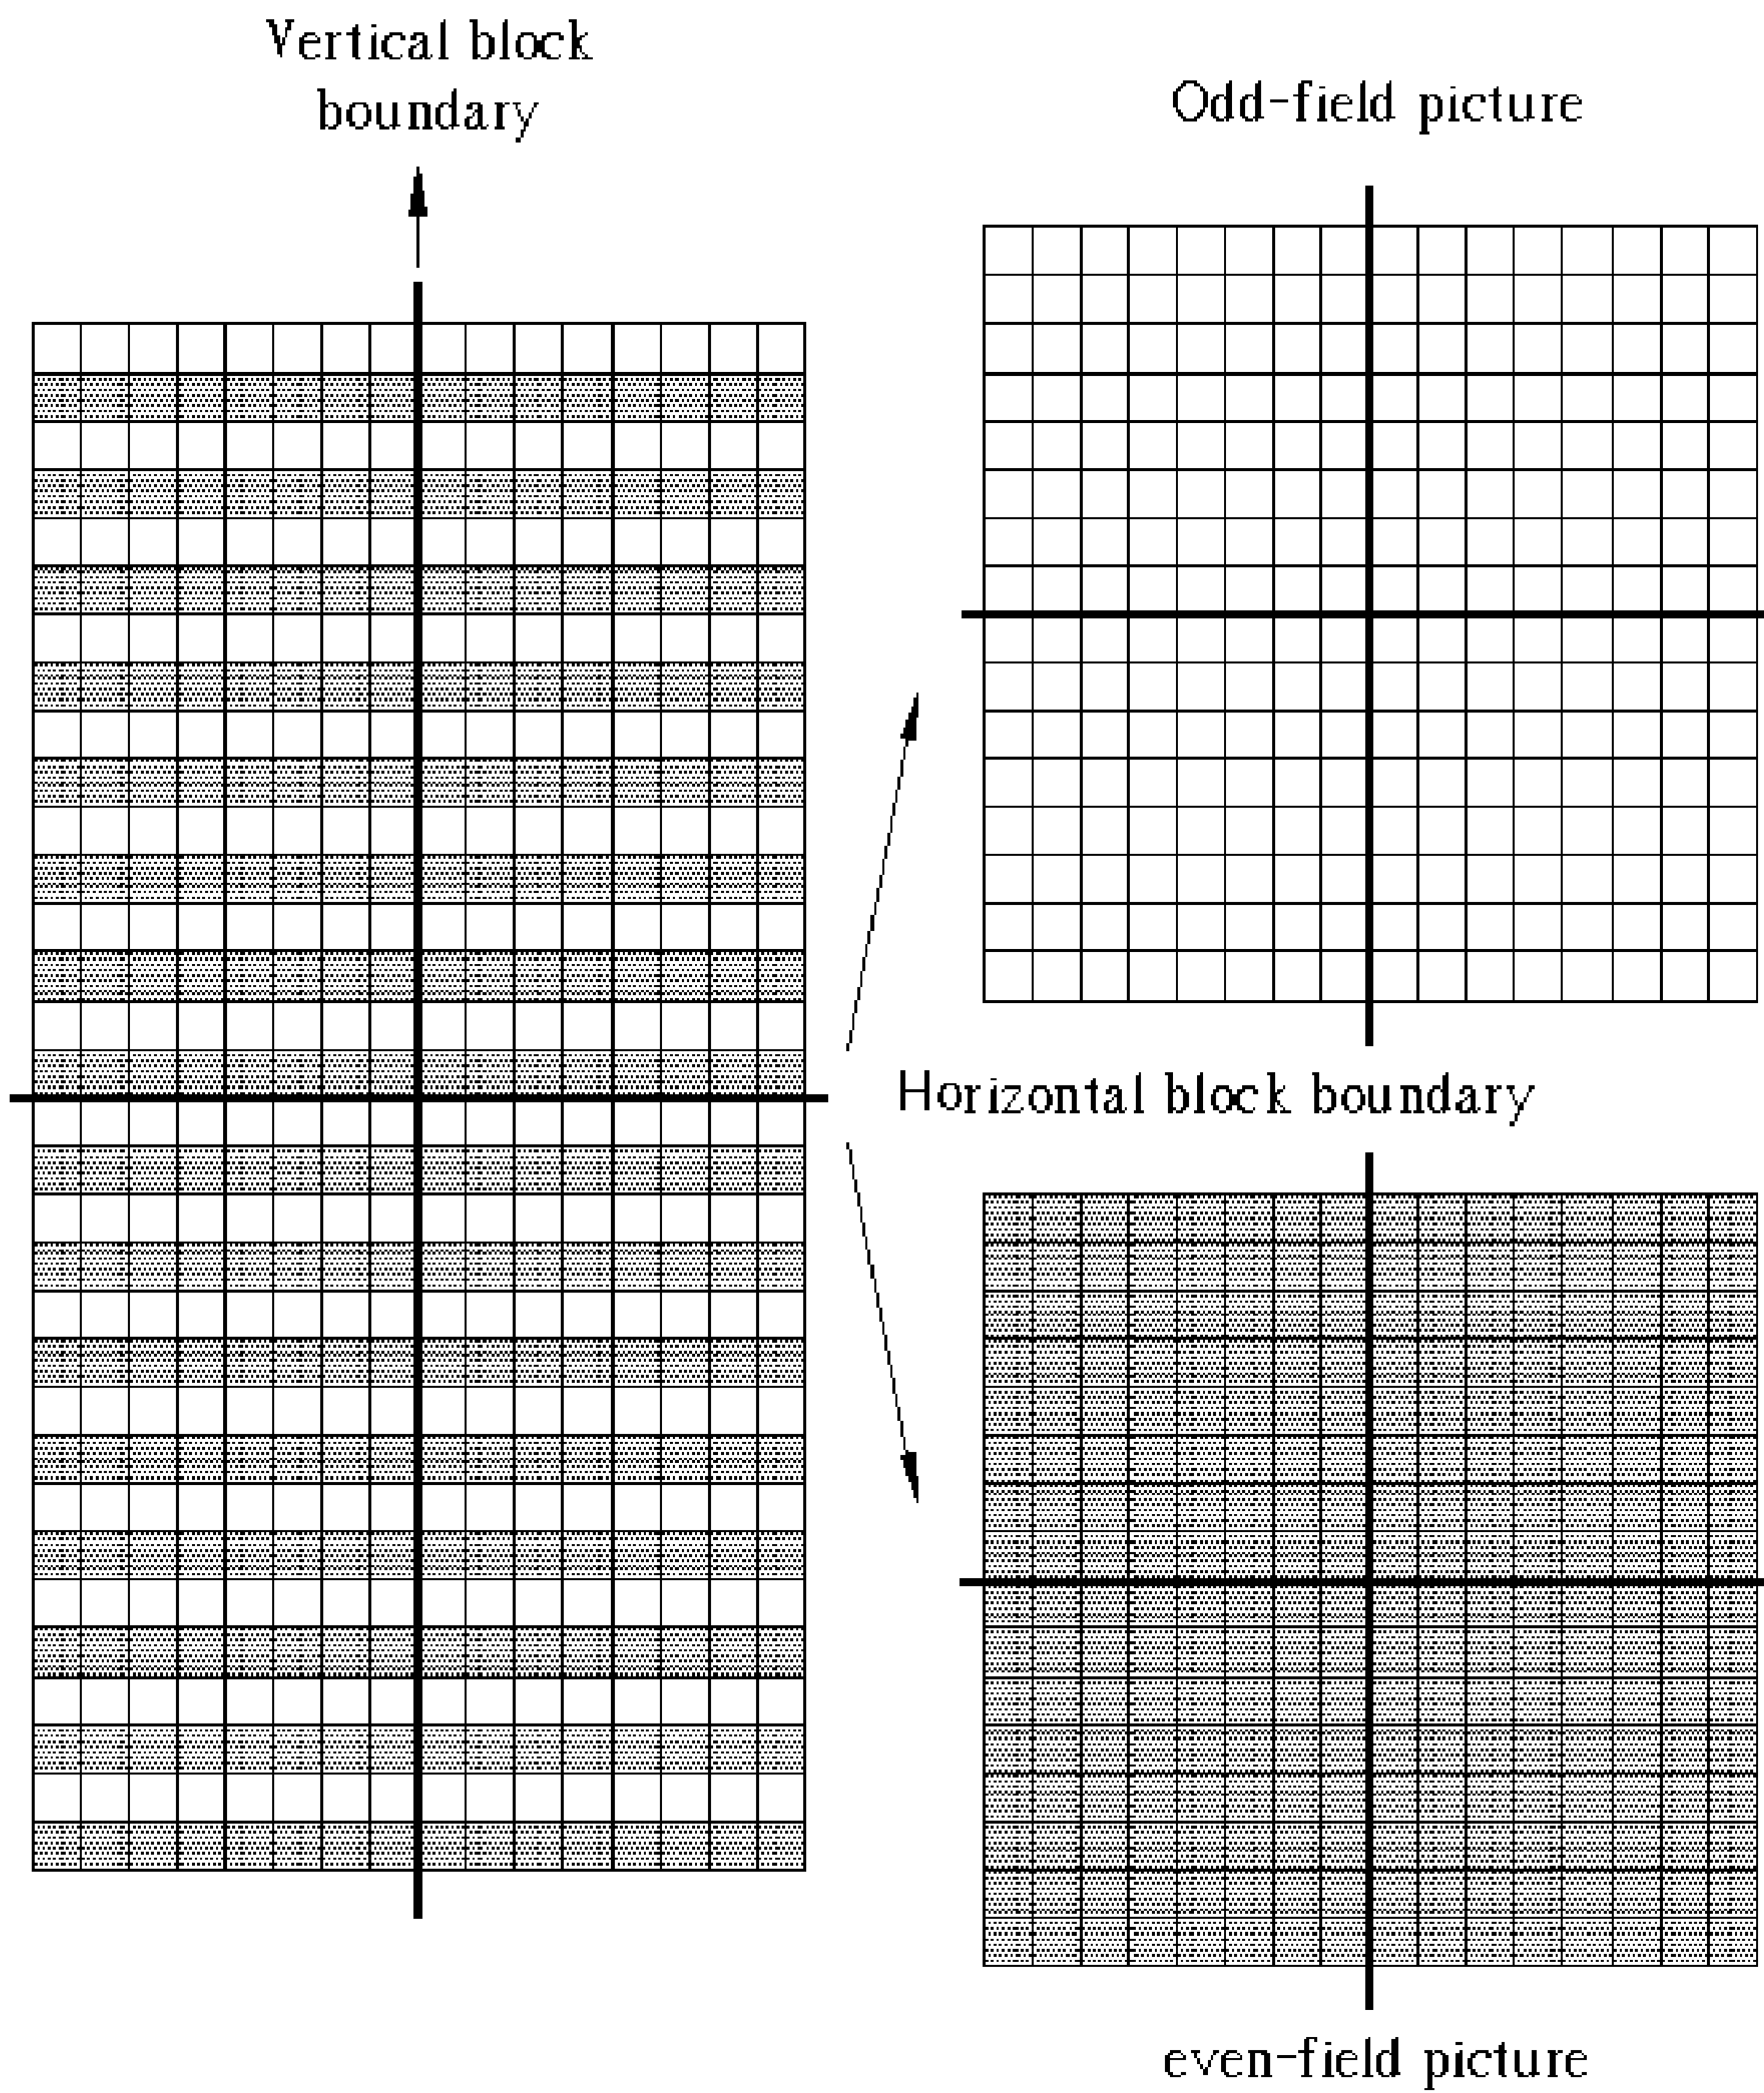 Vertical block
boundary
Odd-field picture
Horizontal block boundary
even-field picture